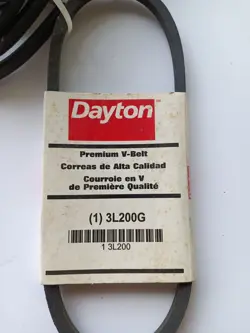 Dayton
Premium V-Belt
Correas de Alta Calidad
Courroie en V
de Première Qualité
(1) 3L200G
1 3L200